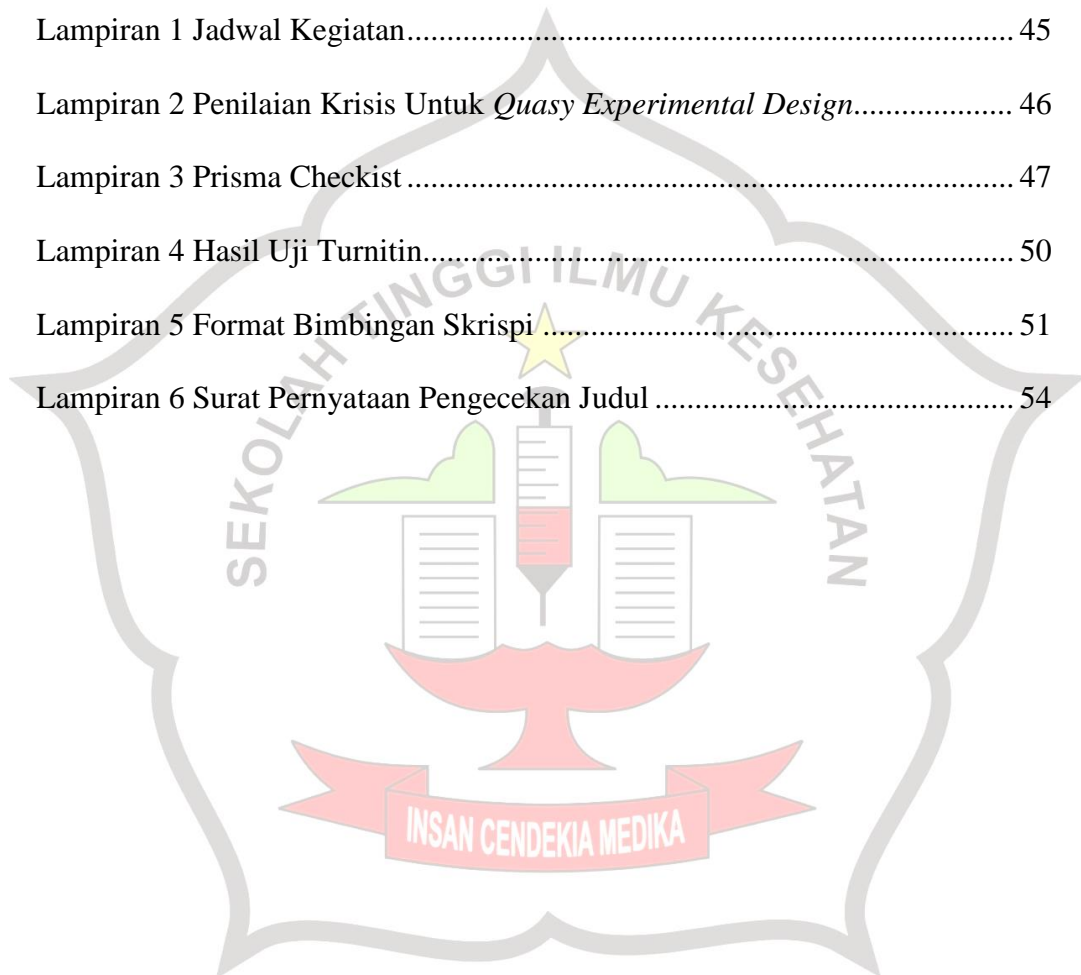 Lampiran 1 Jadwal Kegiatan.......................................................................................... 45
Lampiran 2 Penilaian Krisis Untuk Quasy Experimental Design................... 46
Lampiran 3 Prisma Checkist.......................................................................................... 47
Lampiran 4 Hasil Uji Turnitin....................................................................................... 50
Lampiran 5 Format Bimbingan Skrispi ...................................................................... 51
Lampiran 6 Surat Pernyataan Pengecekan Judul ...................................................... 54
SEKOLAH TINGGI ILMU KESEHATAN
INSAN CENDEKIA MEDIKA